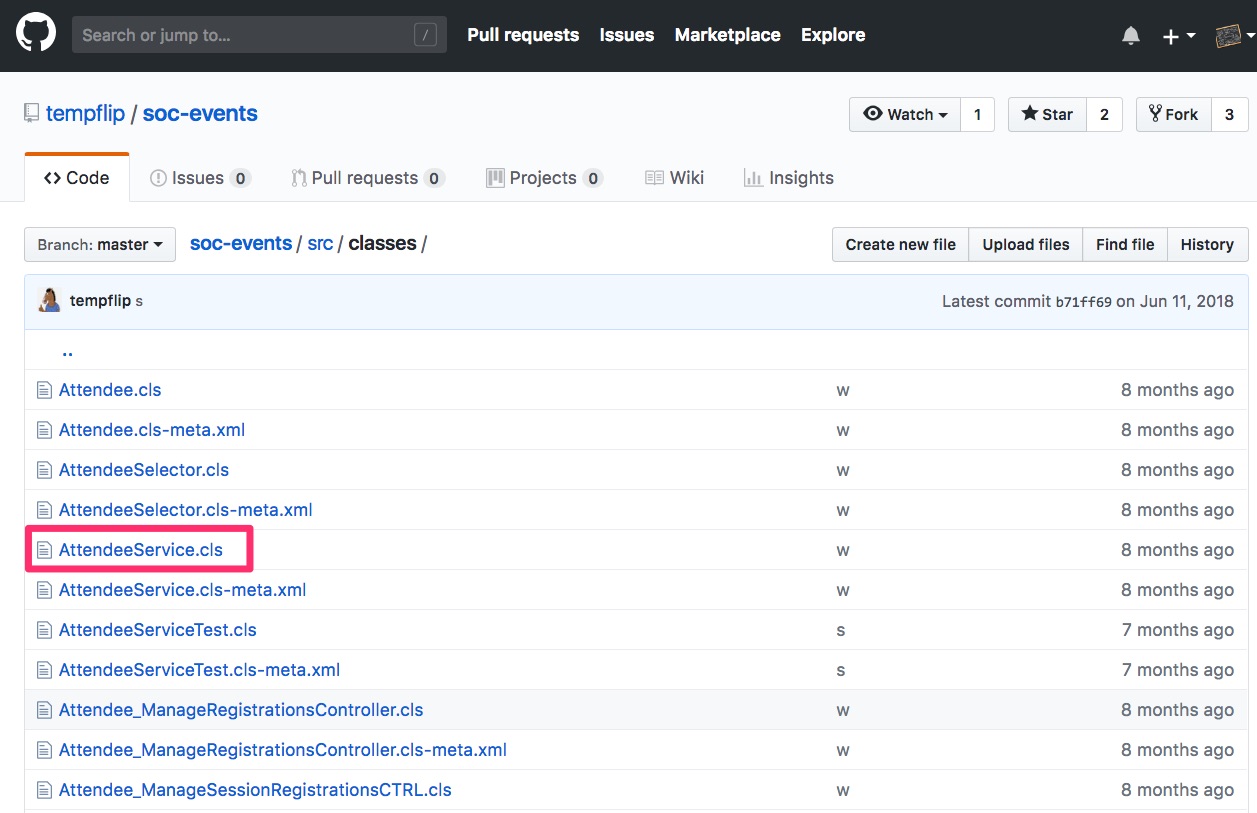 Search or jump to... /
Pull requests Issues Marketplace Explore
tempflip / soc-events
Watch 1 Star 2 Fork 3
Code Issues 0 Pull requests 0 Projects 0 Wiki Insights
Branch: master soc-events / src / classes /
Create new file Upload files Find file History
tempflip s Latest commit b71ff69 on Jun 11, 2018
..
Attendee.cls w 8 months ago
Attendee.cls-meta.xml w 8 months ago
AttendeeSelector.cls w 8 months ago
AttendeeSelector.cls-meta.xml w 8 months ago
AttendeeService.cls w 8 months ago
AttendeeService.cls-meta.xml w 8 months ago
AttendeeServiceTest.cls s 7 months ago
AttendeeServiceTest.cls-meta.xml s 7 months ago
Attendee_ManageRegistrationsController.cls w 8 months ago
Attendee_ManageRegistrationsController.cls-meta.xml w 8 months ago
Attendee_ManageSessionRegistrationsCTRL.cls w 8 months ago